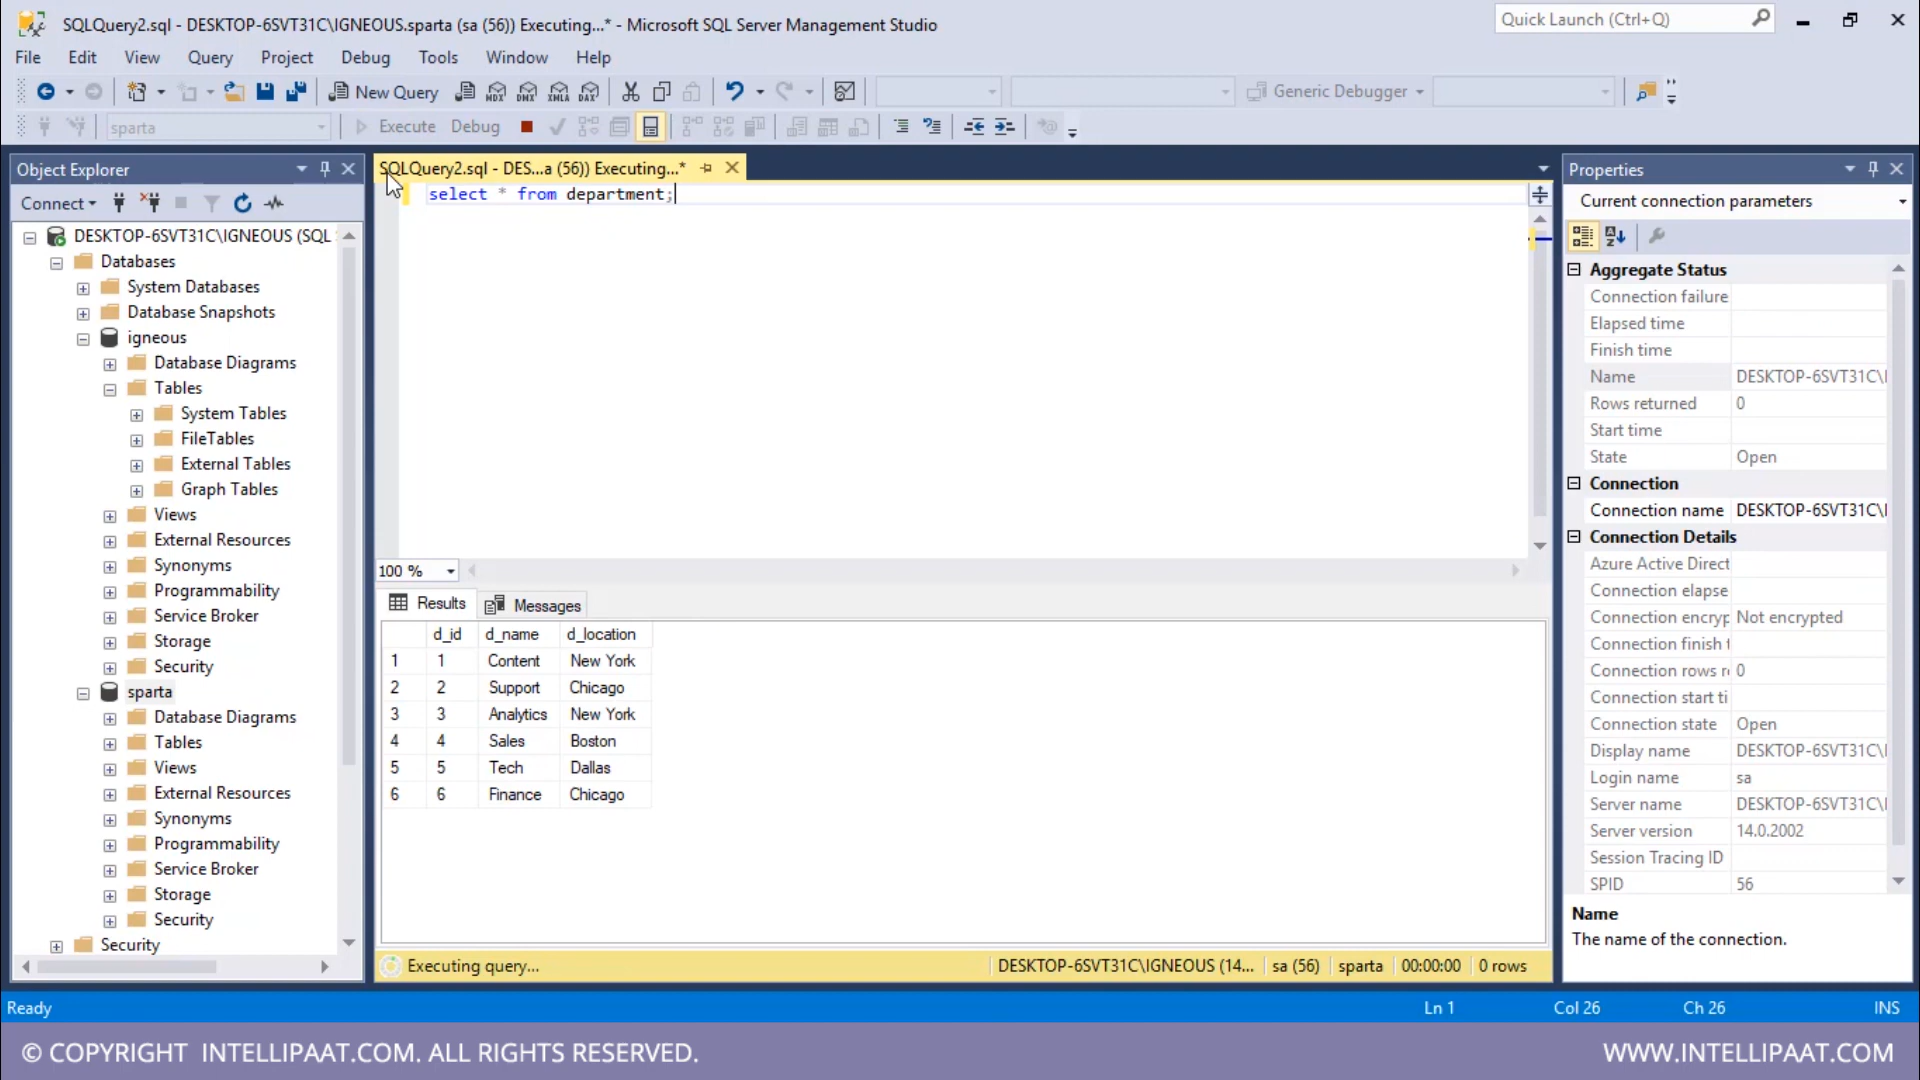 SQLQuery2.sql - DESKTOP-6SVT31C\IGNEOUS.sparta (sa (56)) Executing...* - Microsoft SQL Server Management Studio
Quick Launch (Ctrl+Q)
File Edit View Query Project Debug Tools Window Help
New Query MDX DMX XMLA DAX Generic Debugger
sparta Execute Debug
Object Explorer
Connect
DESKTOP-6SVT31C\IGNEOUS (SQL
Databases
System Databases
Database Snapshots
igneous
Database Diagrams
Tables
System Tables
FileTables
External Tables
Graph Tables
Views
External Resources
Synonyms
Programmability
Service Broker
Storage
Security
sparta
Database Diagrams
Tables
Views
External Resources
Synonyms
Programmability
Service Broker
Storage
Security
Security
SQLQuery2.sql - DES...a (56)) Executing...*
select * from department;
100 %
Results Messages
d_id d_name d_location
1 1 Content New York
2 2 Support Chicago
3 3 Analytics New York
4 4 Sales Boston
5 5 Tech Dallas
6 6 Finance Chicago
Executing query... DESKTOP-6SVT31C\IGNEOUS (14... sa (56) sparta 00:00:00 0 rows
Properties
Current connection parameters
Aggregate Status
Connection failure
Elapsed time
Finish time
Name DESKTOP-6SVT31C\I
Rows returned 0
Start time
State Open
Connection
Connection name DESKTOP-6SVT31C\I
Connection Details
Azure Active Direct
Connection elapse
Connection encryp Not encrypted
Connection finish t
Connection rows re 0
Connection start ti
Connection state Open
Display name DESKTOP-6SVT31C\I
Login name sa
Server name DESKTOP-6SVT31C\I
Server version 14.0.2002
Session Tracing ID
SPID 56
Name
The name of the connection.
Ready Ln 1 Col 26 Ch 26 INS
© COPYRIGHT INTELLIPAAT.COM. ALL RIGHTS RESERVED. WWW.INTELLIPAAT.COM